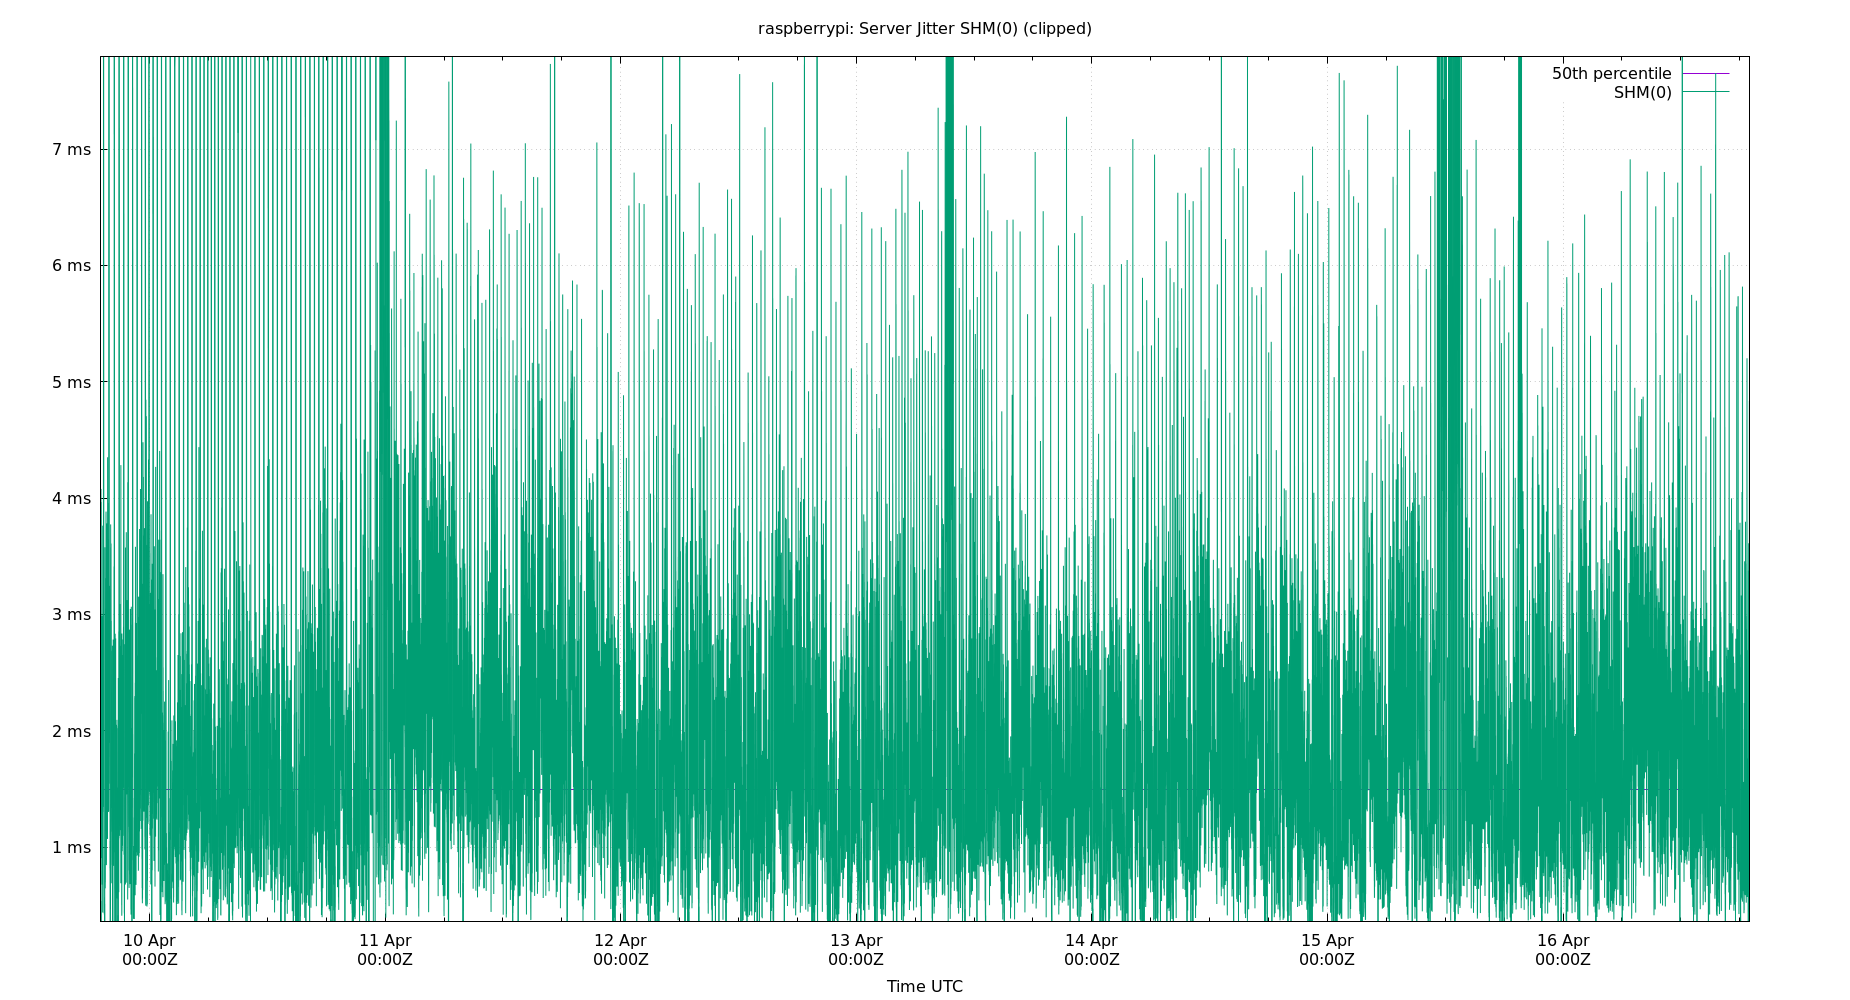 raspberrypi: Server Jitter SHM(0) (clipped)
50th percentile
SHM(0)
7 ms
6 ms
5 ms
4 ms
3 ms
2 ms
1 ms
10 Apr 11 Apr 12 Apr 13 Apr 14 Apr 15 Apr 16 Apr
00:00Z 00:00Z 00:00Z 00:00Z 00:00Z 00:00Z 00:00Z
Time UTC